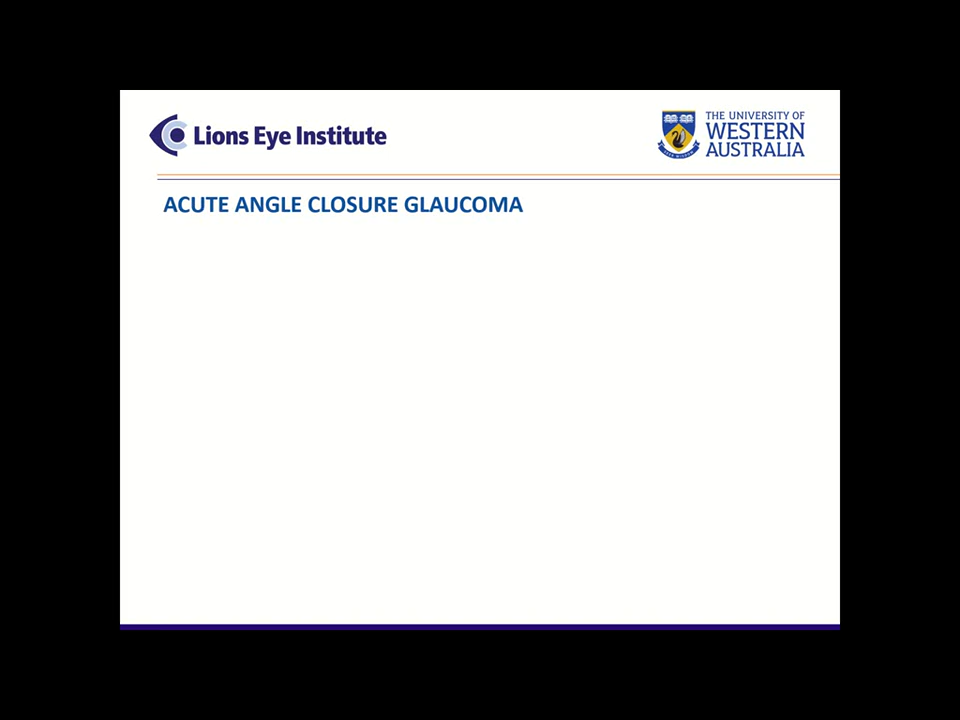 Lions Eye Institute
THE UNIVERSITY OF
WESTERN
AUSTRALIA
ACUTE ANGLE CLOSURE GLAUCOMA